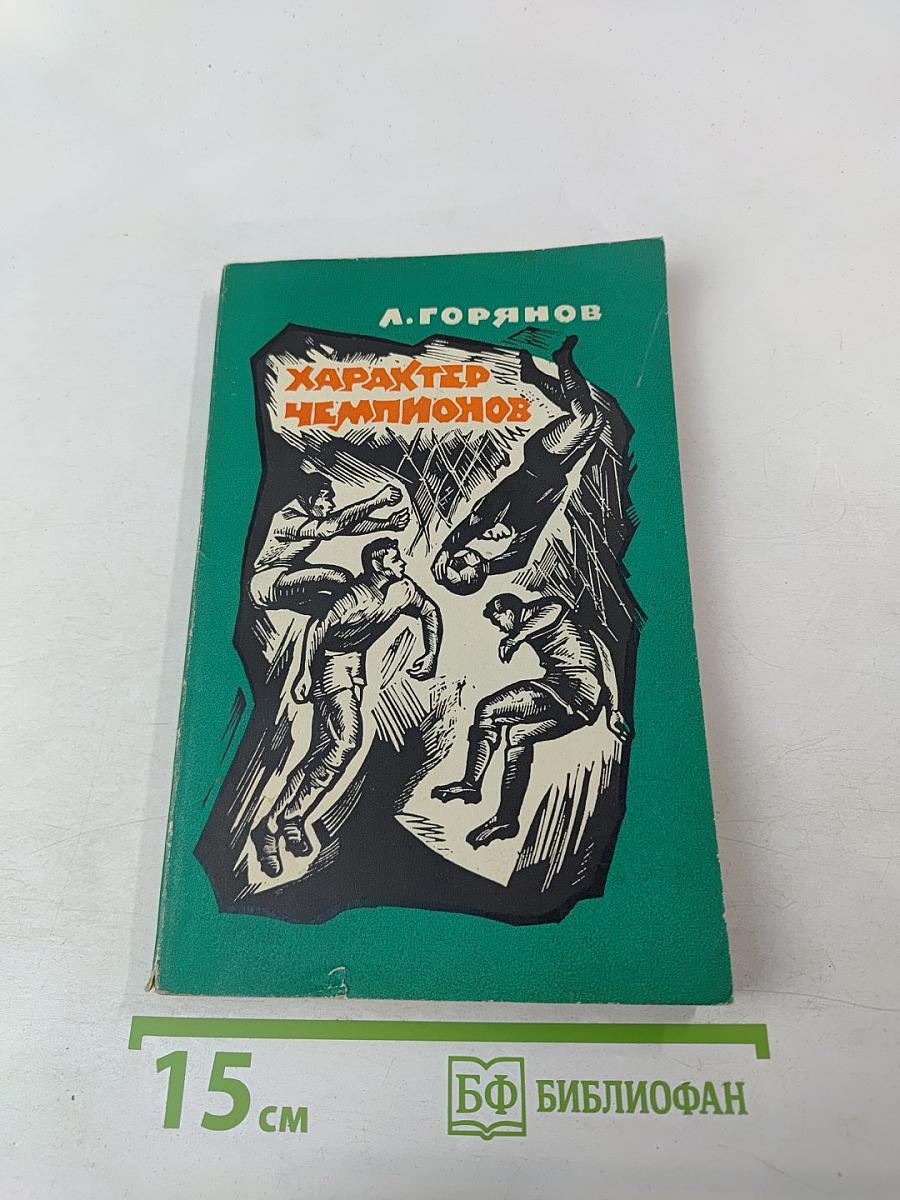 Л.ГОРЯНОВ
ХАРАКТЕР
ЧЕМПИОНОВ
15 см
БФ БИБЛИОФАН